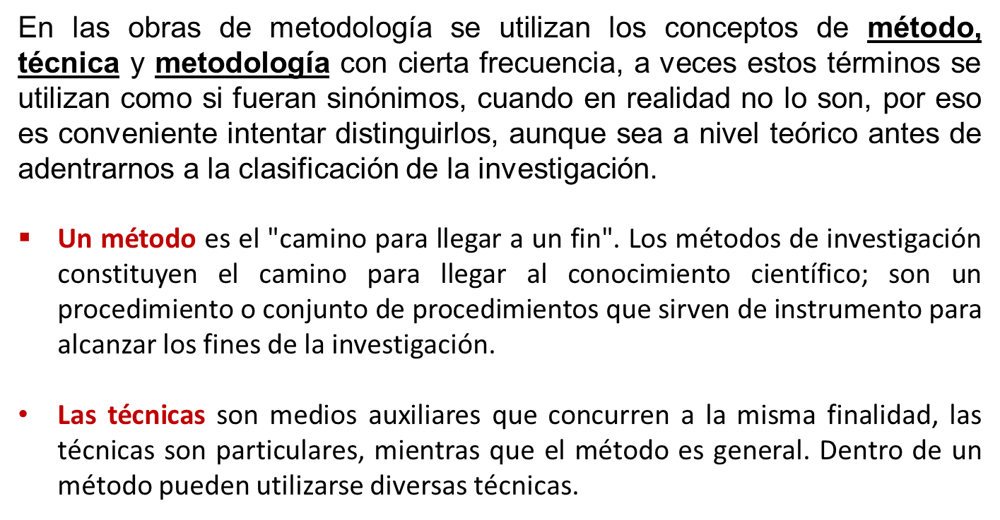 En las obras de metodología se utilizan los conceptos de método,
técnica y metodología con cierta frecuencia, a veces estos términos se
utilizan como si fueran sinónimos, cuando en realidad no lo son, por eso
es conveniente intentar distinguirlos, aunque sea a nivel teórico antes de
adentrarnos a la clasificación de la investigación.
▪ Un método es el "camino para llegar a un fin". Los métodos de investigación
constituyen el camino para llegar al conocimiento científico; son un
procedimiento o conjunto de procedimientos que sirven de instrumento para
alcanzar los fines de la investigación.
• Las técnicas son medios auxiliares que concurren a la misma finalidad, las
técnicas son particulares, mientras que el método es general. Dentro de un
método pueden utilizarse diversas técnicas.